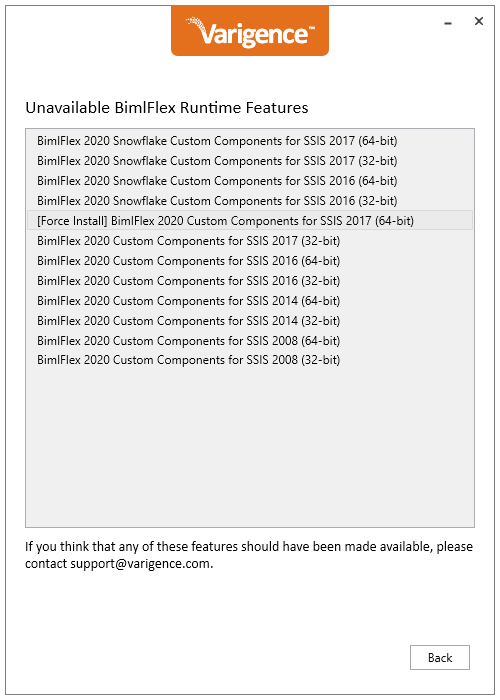 Varigence™
Unavailable BimlFlex Runtime Features
BimlFlex 2020 Snowflake Custom Components for SSIS 2017 (64-bit)
BimlFlex 2020 Snowflake Custom Components for SSIS 2017 (32-bit)
BimlFlex 2020 Snowflake Custom Components for SSIS 2016 (64-bit)
BimlFlex 2020 Snowflake Custom Components for SSIS 2016 (32-bit)
[Force Install] BimlFlex 2020 Custom Components for SSIS 2017 (64-bit)
BimlFlex 2020 Custom Components for SSIS 2017 (32-bit)
BimlFlex 2020 Custom Components for SSIS 2016 (64-bit)
BimlFlex 2020 Custom Components for SSIS 2016 (32-bit)
BimlFlex 2020 Custom Components for SSIS 2014 (64-bit)
BimlFlex 2020 Custom Components for SSIS 2014 (32-bit)
BimlFlex 2020 Custom Components for SSIS 2008 (64-bit)
BimlFlex 2020 Custom Components for SSIS 2008 (32-bit)
If you think that any of these features should have been made available, please
contact support@varigence.com.
Back